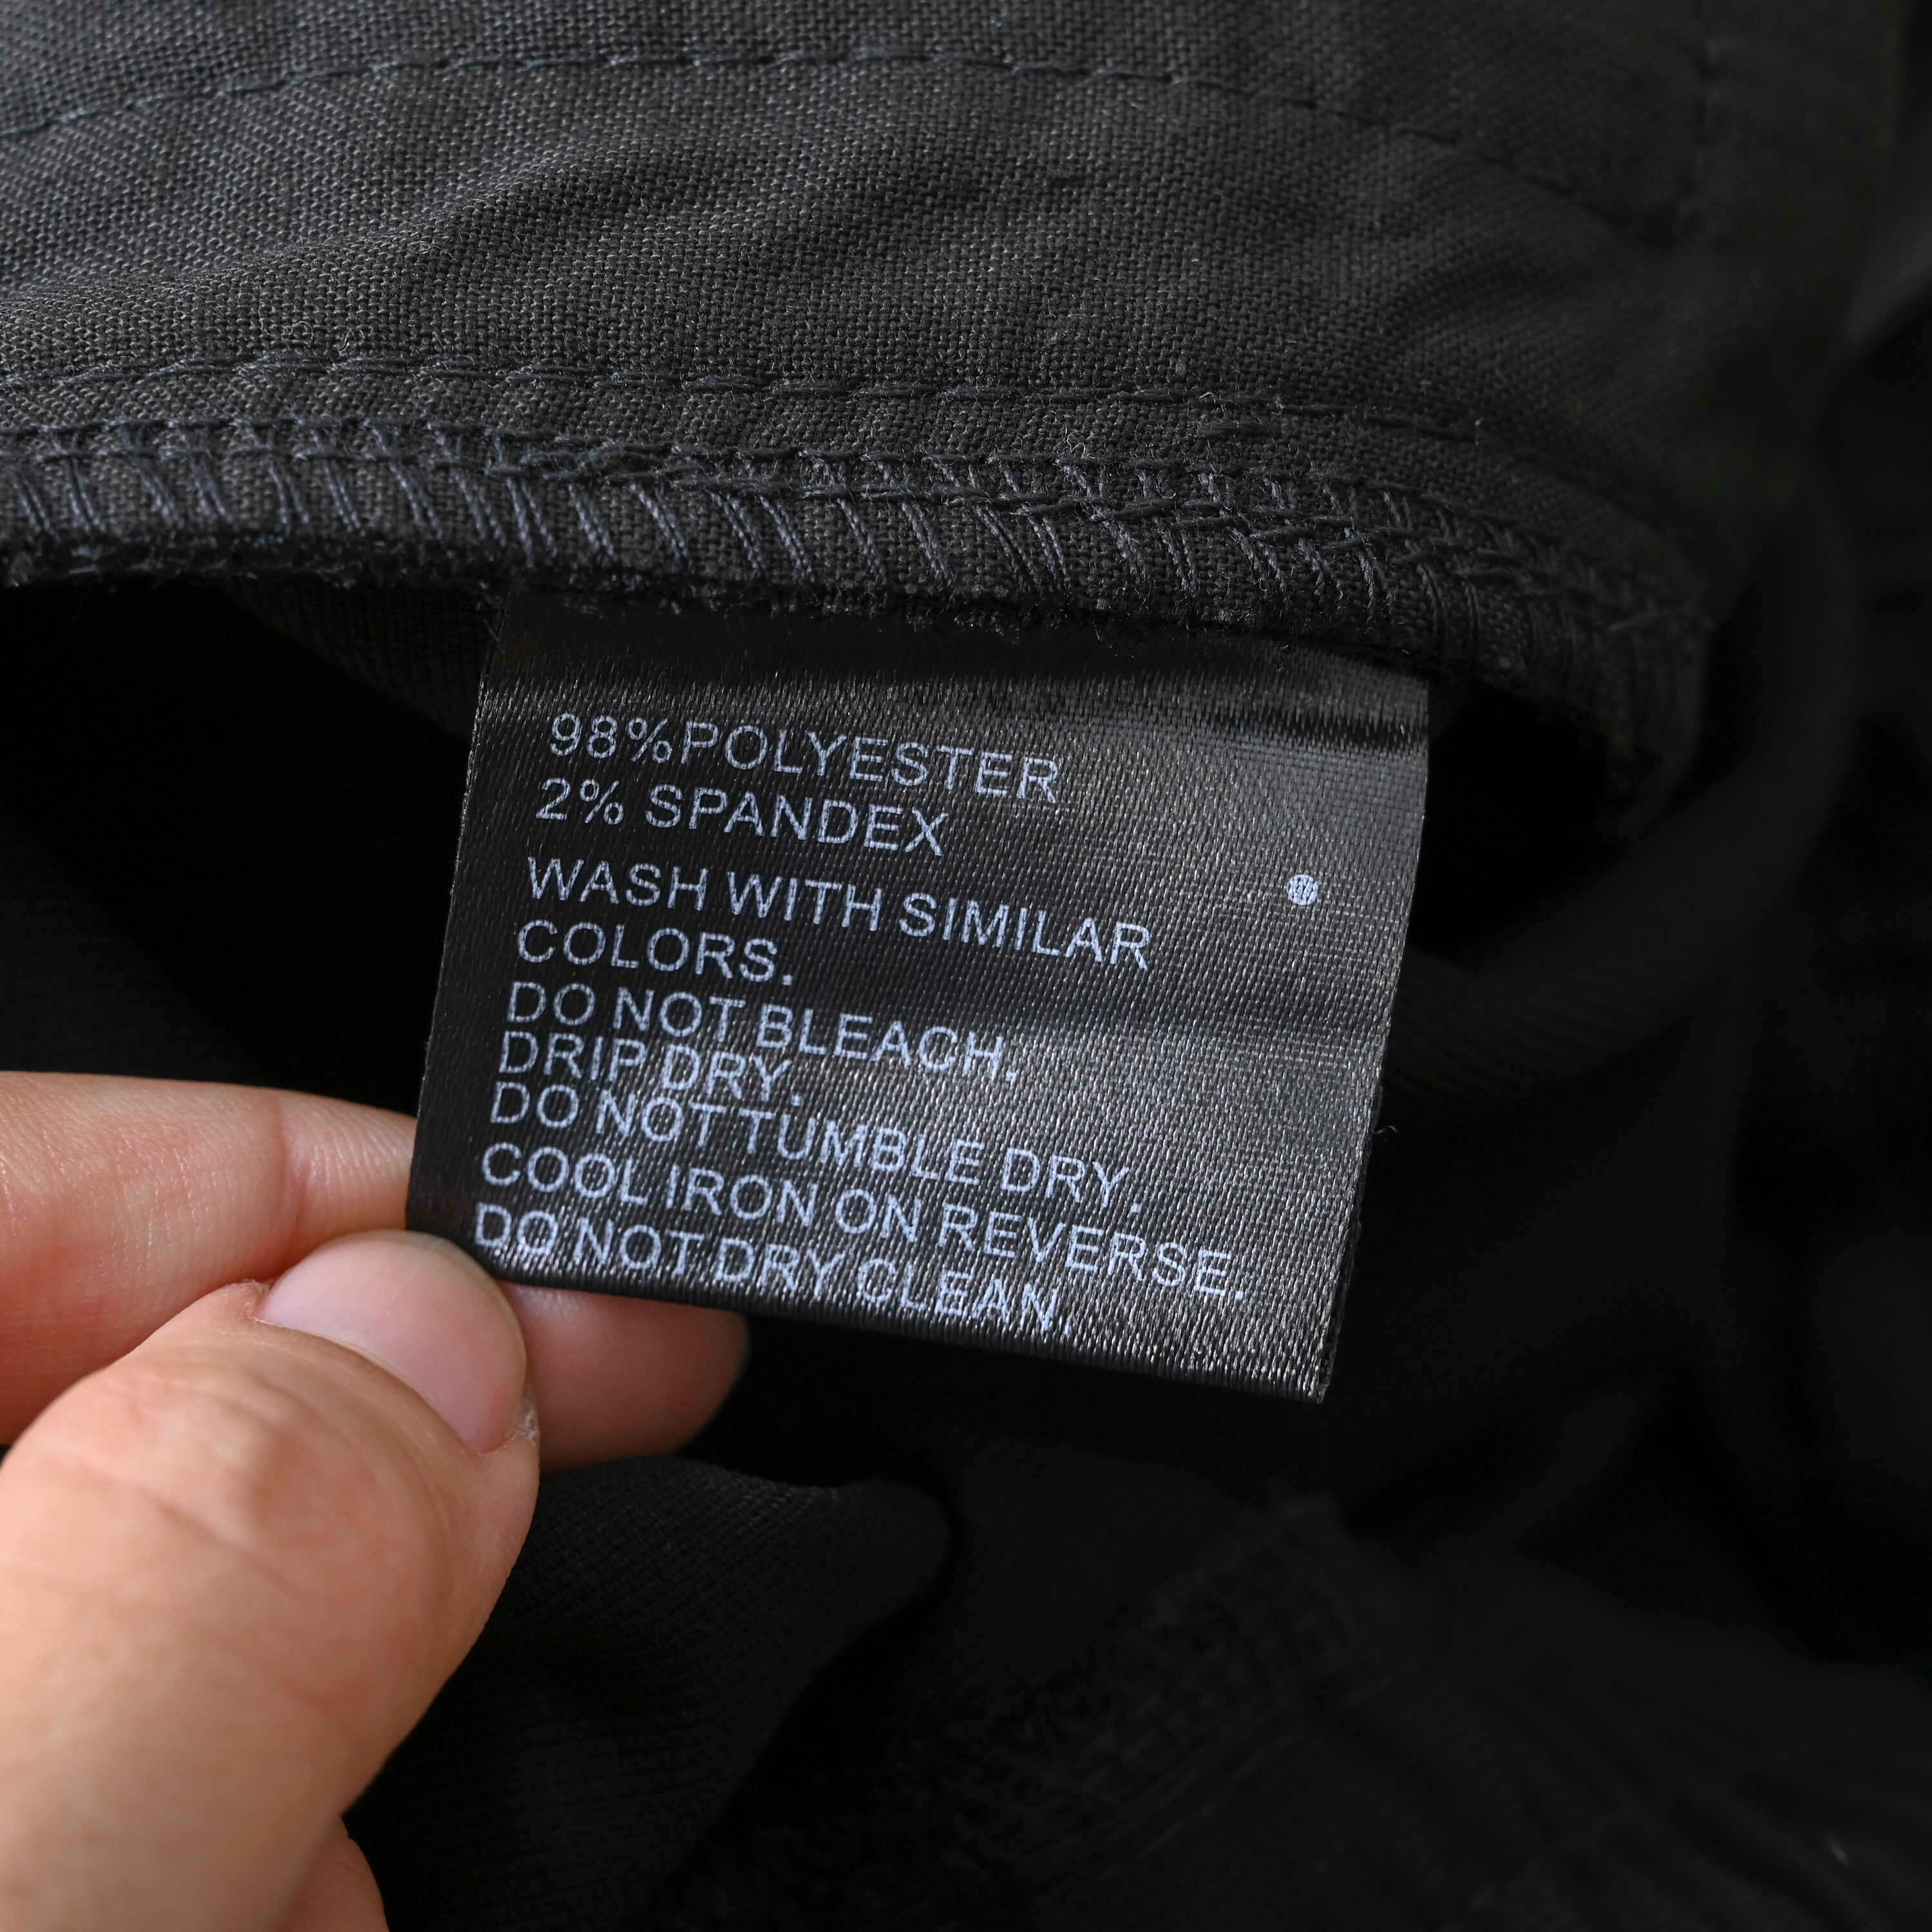 98%POLYESTER
2% SPANDEX
WASH WITH SIMILAR
COLORS.
DO NOT BLEACH.
DRIP DRY.
DO NOT TUMBLE DRY.
COOL IRON ON REVERSE.
DO NOT DRY CLEAN.